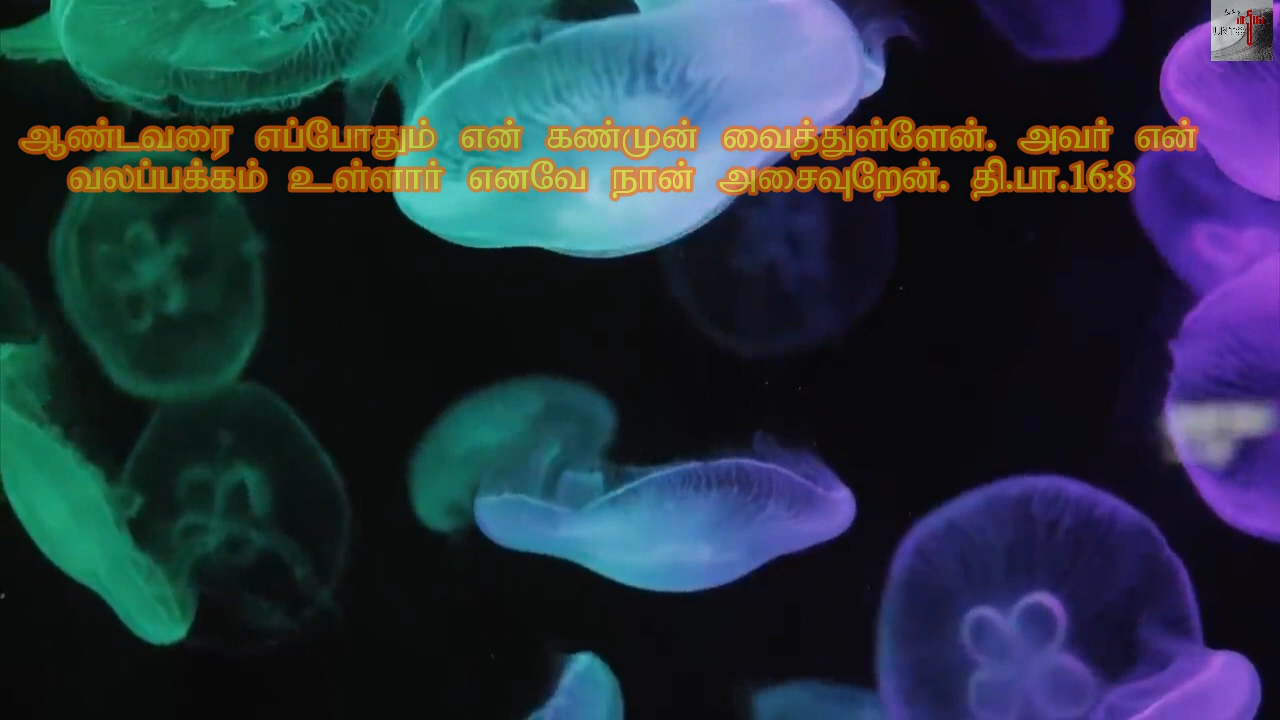 ஆண்டவரை எப்போதும் என் கண்முன் வைத்துள்ளேன். அவர் என்
வலப்பக்கம் உள்ளார் எனவே நான் அசைவுறேன். தி.பா.16:8